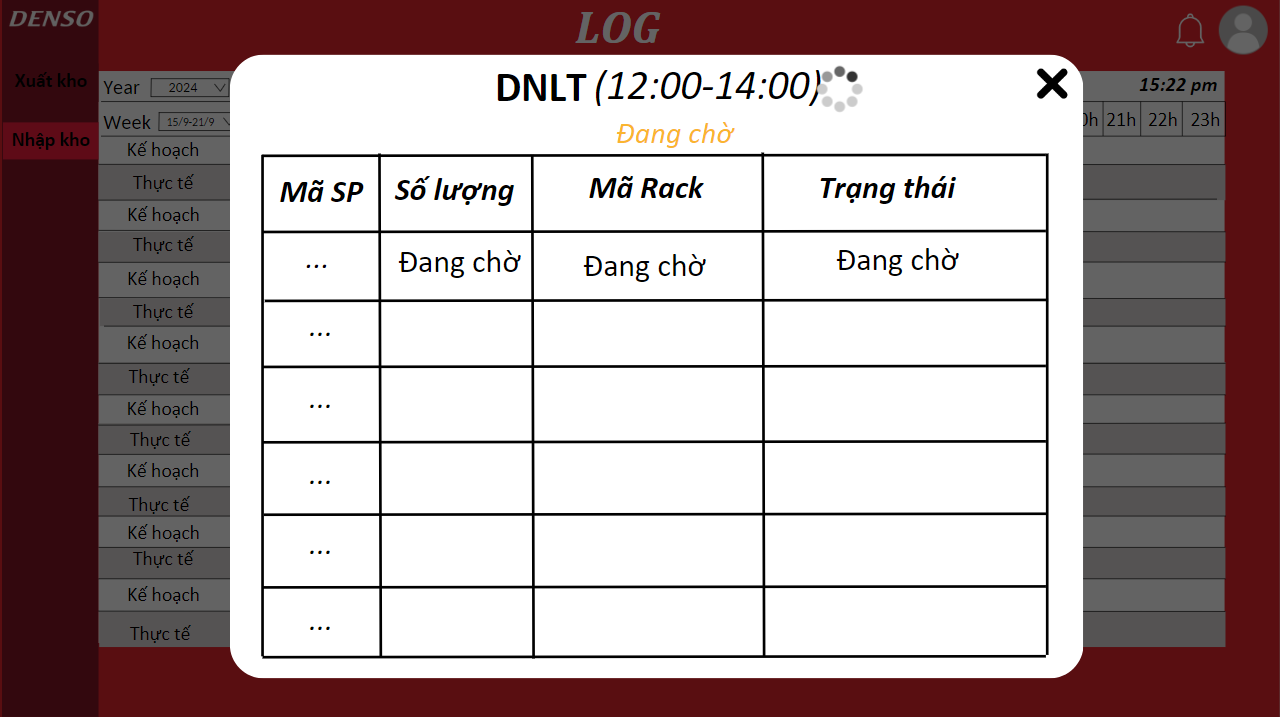 DENSO
LOG
Xuất kho
Nhập kho
Year 2024
Week 15/9-21/9
15:22 pm
21h 22h 23h
Kế hoạch
Thực tế
Kế hoạch
Thực tế
Kế hoạch
Thực tế
Kế hoạch
Thực tế
Kế hoạch
Thực tế
Kế hoạch
Thực tế
Kế hoạch
Thực tế
Kế hoạch
Thực tế
DNLT (12:00-14:00)
Đang chờ
Mã SP Số lượng Mã Rack Trạng thái
... Đang chờ Đang chờ Đang chờ
...
...
...
...
...